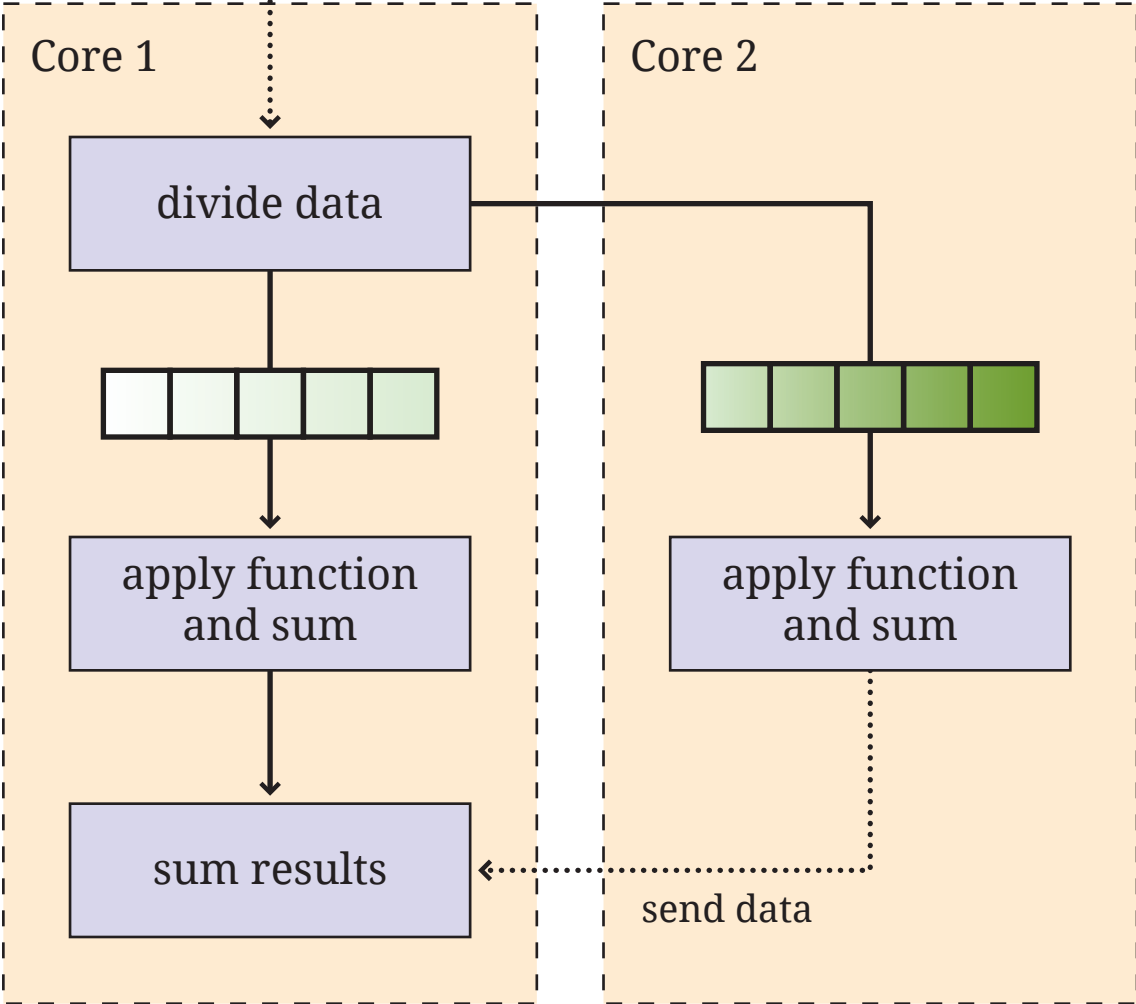 Core 1
Core 2
divide data
apply function
and sum
apply function
and sum
sum results
send data